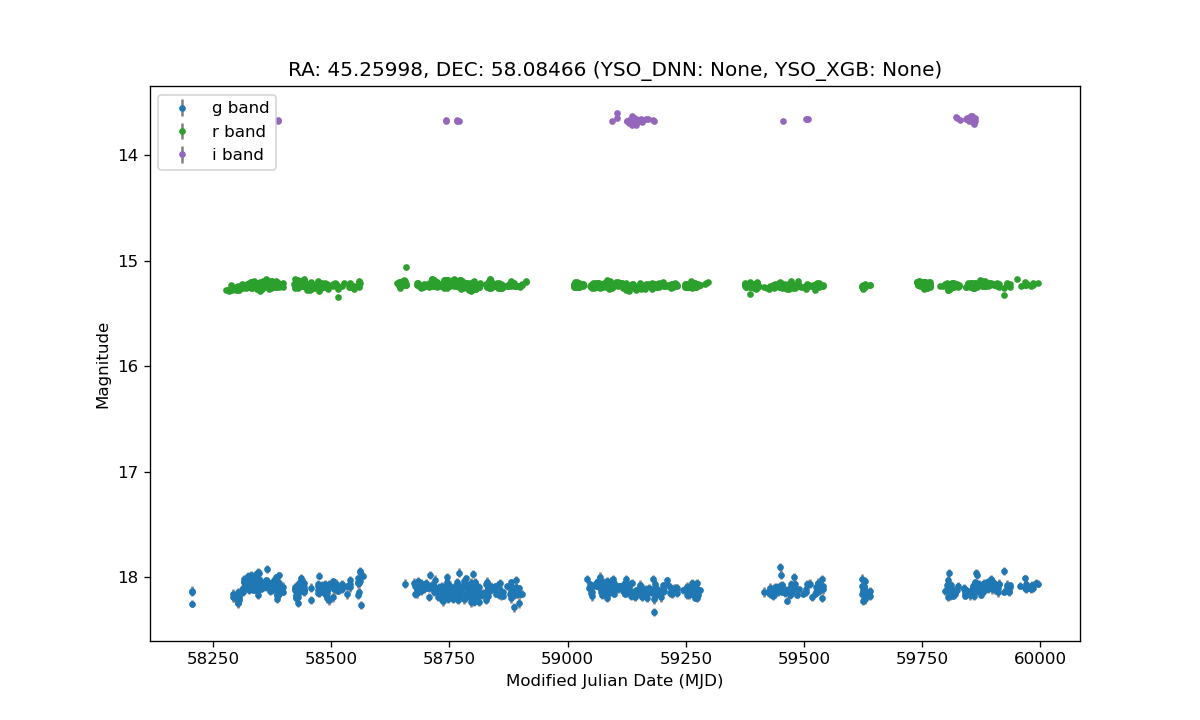 RA: 45.25998, DEC: 58.08466 (YSO_DNN: None, YSO_XGB: None)
g band
r band
i band
14
15
16
17
18
Magnitude
58250 58500 58750 59000 59250 59500 59750 60000
Modified Julian Date (MJD)